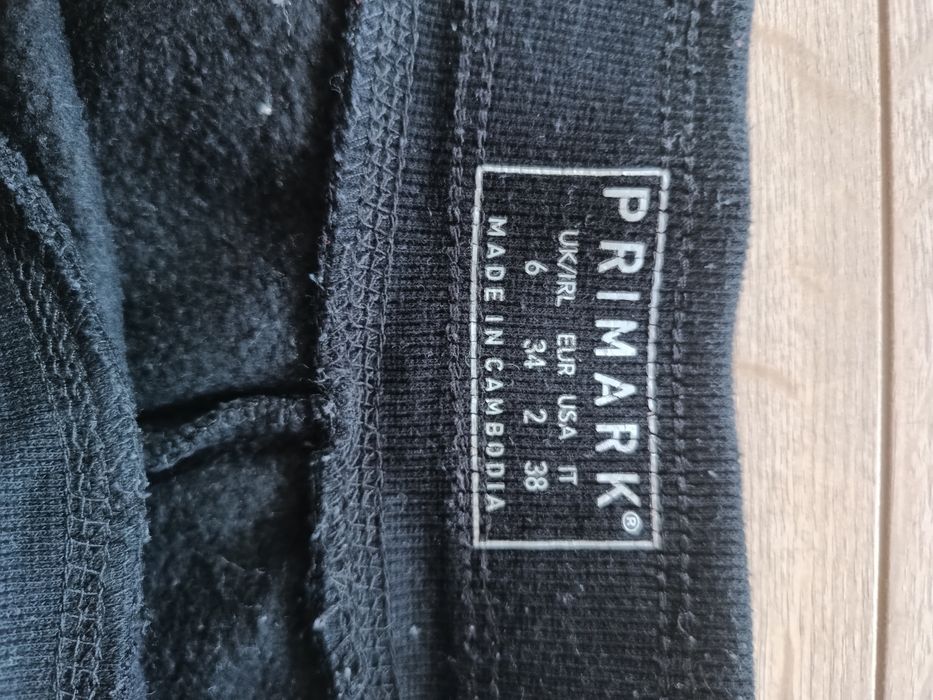 PRIMARK®
UK/IRL EUR USA IT
6 34 2 38
MADE IN CAMBODIA